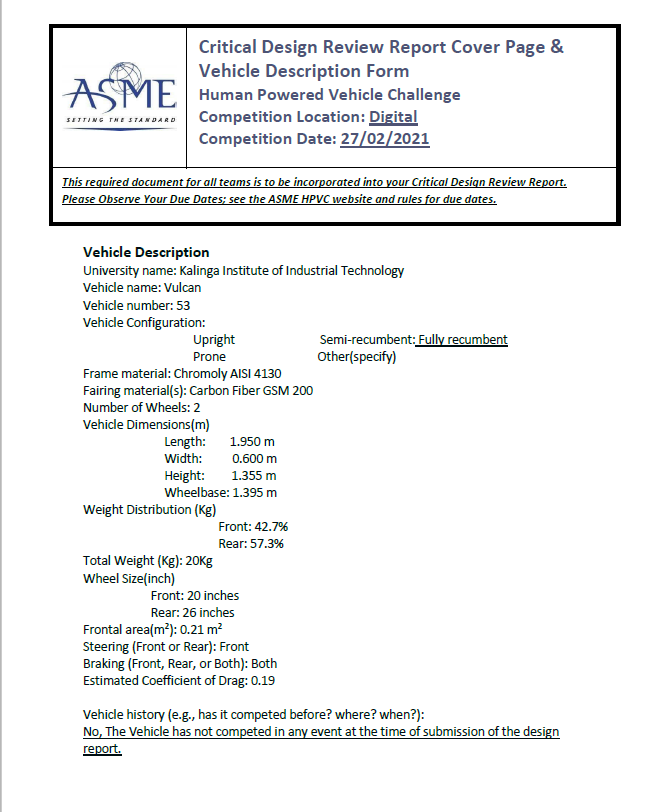 Critical Design Review Report Cover Page &
Vehicle Description Form
Human Powered Vehicle Challenge
Competition Location: Digital
Competition Date: 27/02/2021
ASME
SETTING THE STANDARD
This required document for all teams is to be incorporated into your Critical Design Review Report.
Please Observe Your Due Dates; see the ASME HPVC website and rules for due dates.
Vehicle Description
University name: Kalinga Institute of Industrial Technology
Vehicle name: Vulcan
Vehicle number: 53
Vehicle Configuration:
Upright Semi-recumbent: Fully recumbent
Prone Other(specify)
Frame material: Chromoly AISI 4130
Fairing material(s): Carbon Fiber GSM 200
Number of Wheels: 2
Vehicle Dimensions(m)
Length: 1.950 m
Width: 0.600 m
Height: 1.355 m
Wheelbase: 1.395 m
Weight Distribution (Kg)
Front: 42.7%
Rear: 57.3%
Total Weight (Kg): 20Kg
Wheel Size(inch)
Front: 20 inches
Rear: 26 inches
Frontal area(m²): 0.21 m²
Steering (Front or Rear): Front
Braking (Front, Rear, or Both): Both
Estimated Coefficient of Drag: 0.19
Vehicle history (e.g., has it competed before? where? when?):
No, The Vehicle has not competed in any event at the time of submission of the design
report.